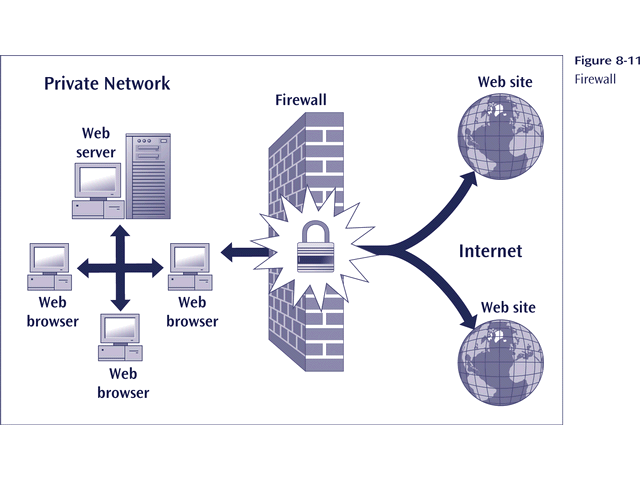 Figure 8-11
Firewall
Private Network
Firewall
Web site
Web
server
Internet
Web
browser
Web
browser
Web site
Web
browser